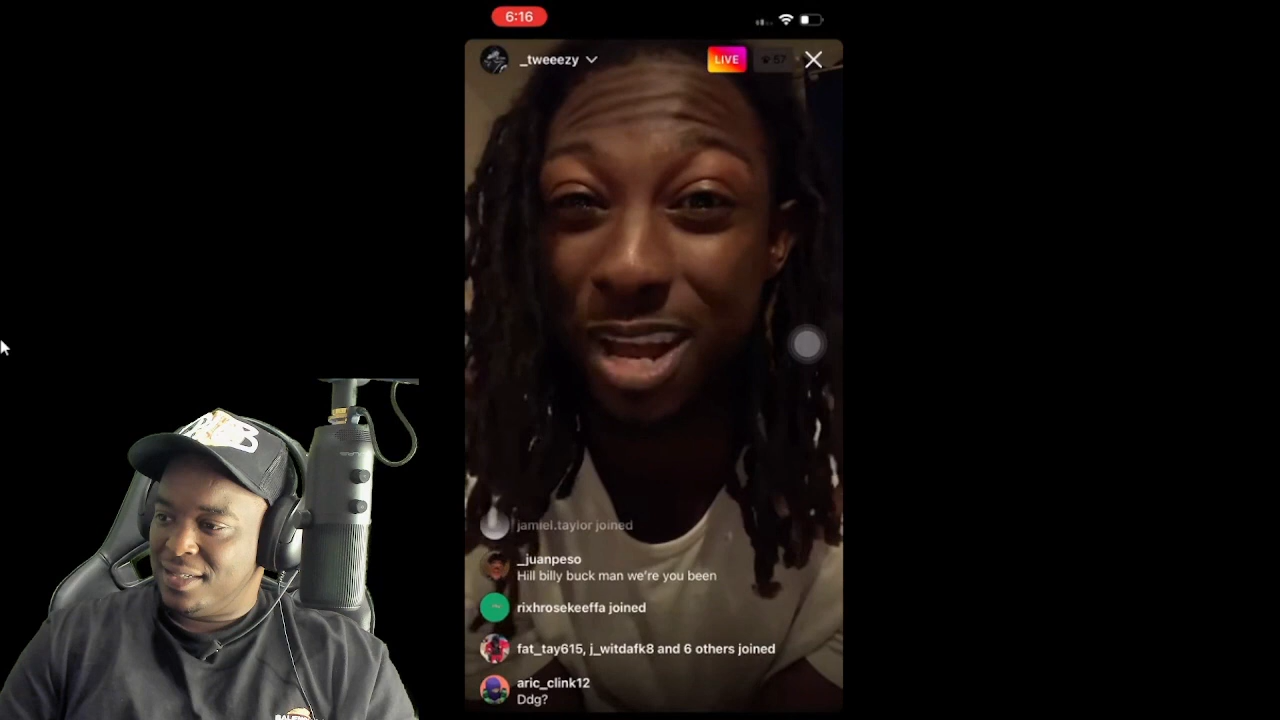 6:16
_tweeezy
LIVE
57
jamiel.taylor joined
_juanpeso
Hill billy buck man we're you been
rixhrosekeeffa joined
fat_tay615, j_witdafk8 and 6 others joined
aric_clink12
Ddg?